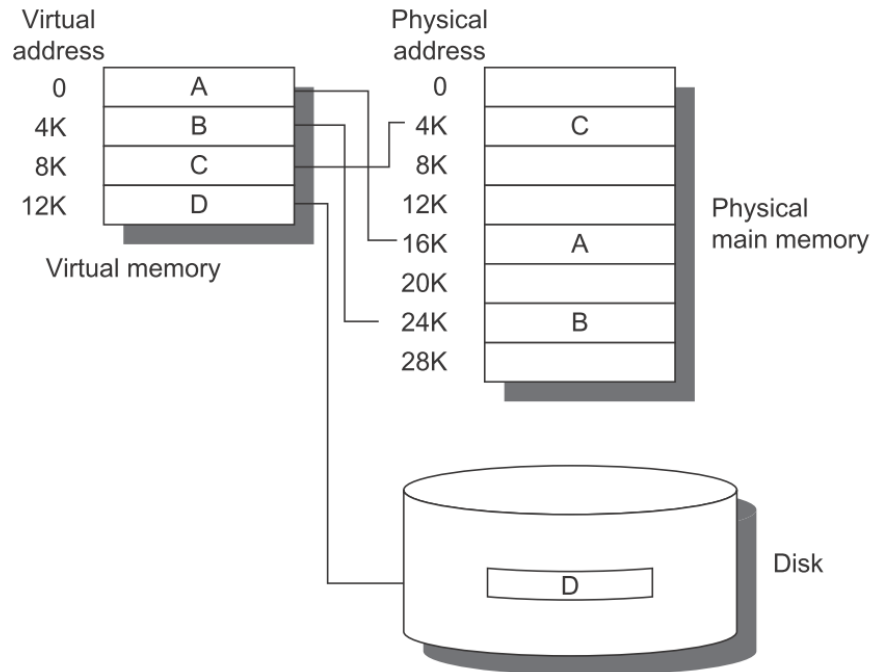 Virtual
address
0
A
4K
B
8K
C
12K
D
Virtual memory
Physical
address
0
4K
C
8K
12K
16K
A
20K
24K
B
28K
Physical
main memory
D
Disk